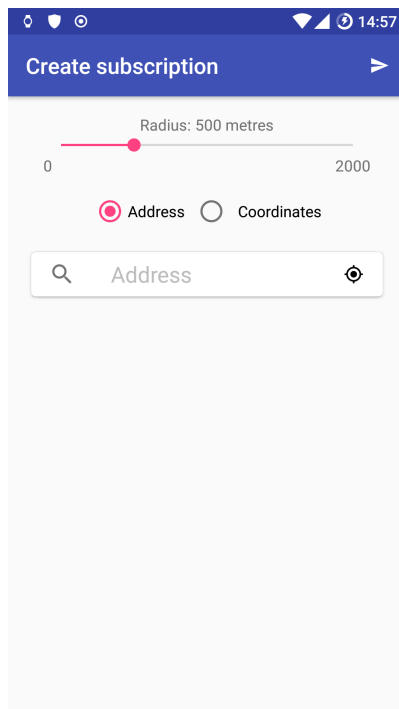 14:57
Create subscription
Radius: 500 metres
0 2000
Address Coordinates
Address